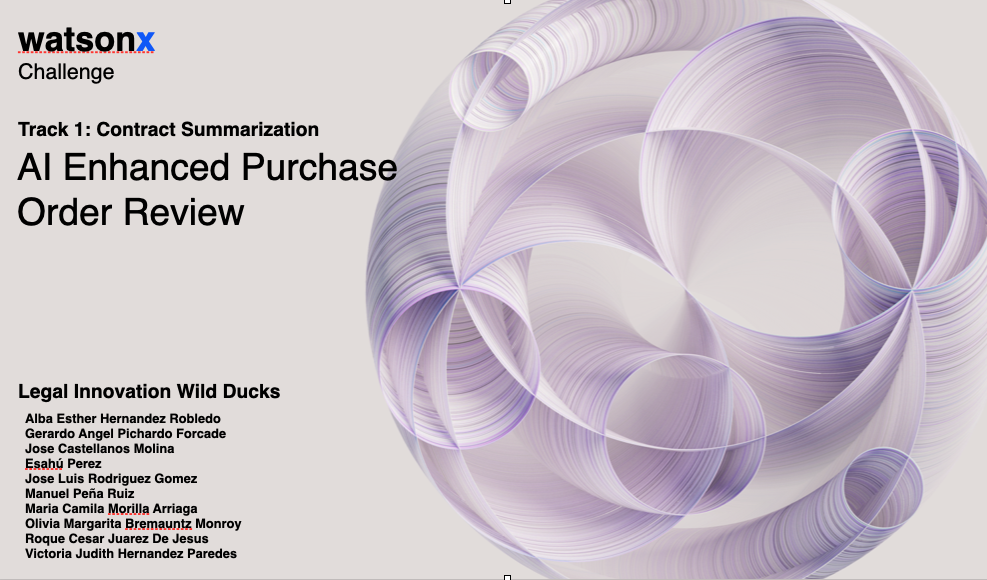 watsonx
Challenge
Track 1: Contract Summarization
AI Enhanced Purchase
Order Review
Legal Innovation Wild Ducks
Alba Esther Hernandez Robledo
Gerardo Angel Pichardo Forcade
Jose Castellanos Molina
Esahú Perez
Jose Luis Rodriguez Gomez
Manuel Peña Ruiz
Maria Camila Morilla Arriaga
Olivia Margarita Bremauntz Monroy
Roque Cesar Juarez De Jesus
Victoria Judith Hernandez Paredes